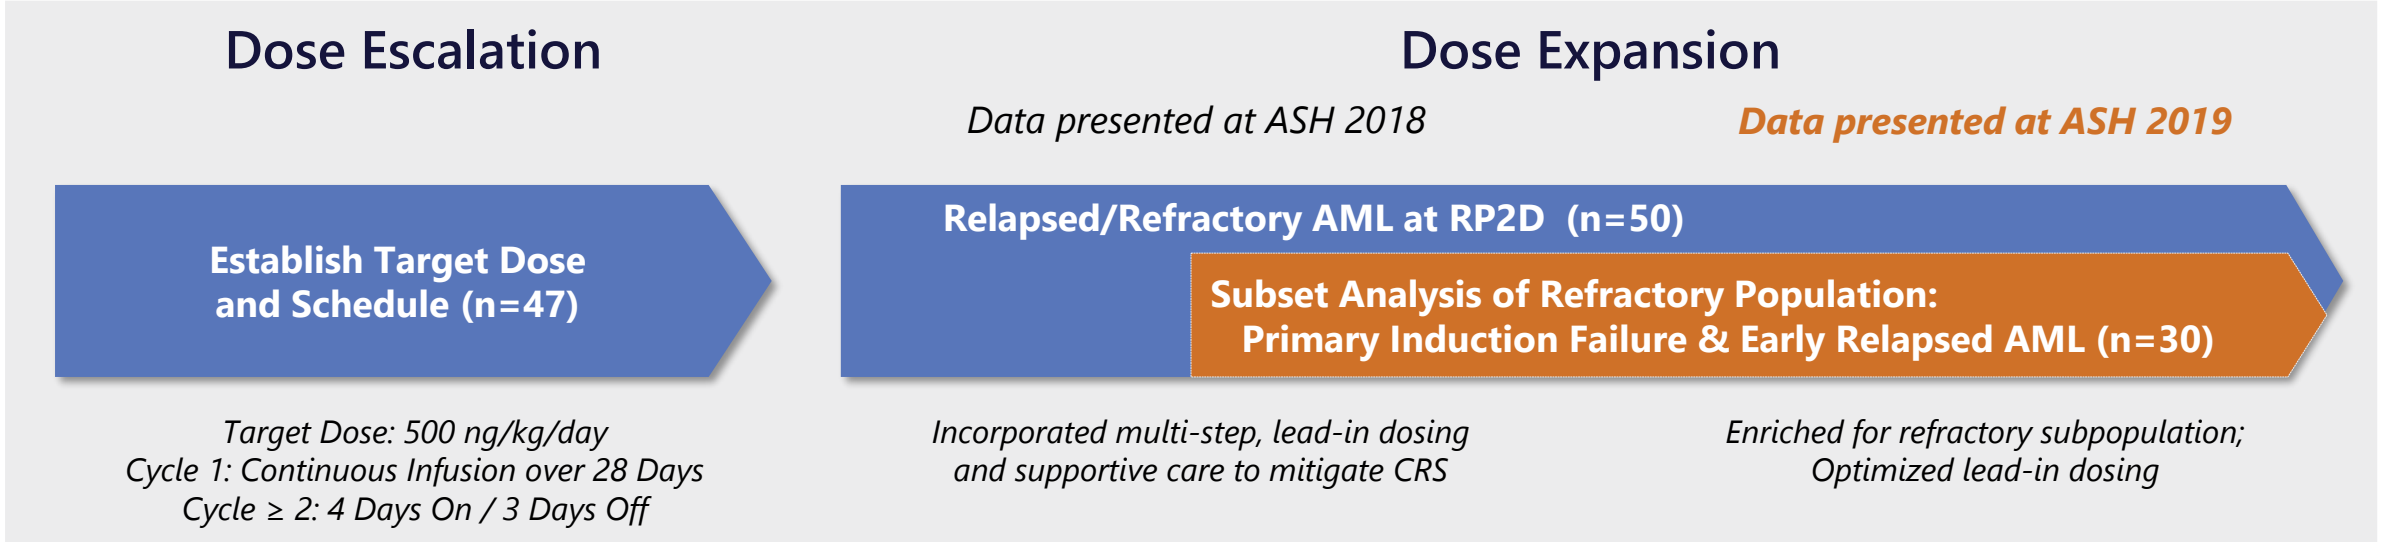 Dose Escalation
Establish Target Dose
and Schedule (n=47)
Target Dose: 500 ng/kg/day
Cycle 1: Continuous Infusion over 28 Days
Cycle ≥ 2: 4 Days On / 3 Days Off
Dose Expansion
Data presented at ASH 2018
Data presented at ASH 2019
Relapsed/Refractory AML at RP2D (n=50)
Subset Analysis of Refractory Population:
Primary Induction Failure & Early Relapsed AML (n=30)
Incorporated multi-step, lead-in dosing
and supportive care to mitigate CRS
Enriched for refractory subpopulation;
Optimized lead-in dosing